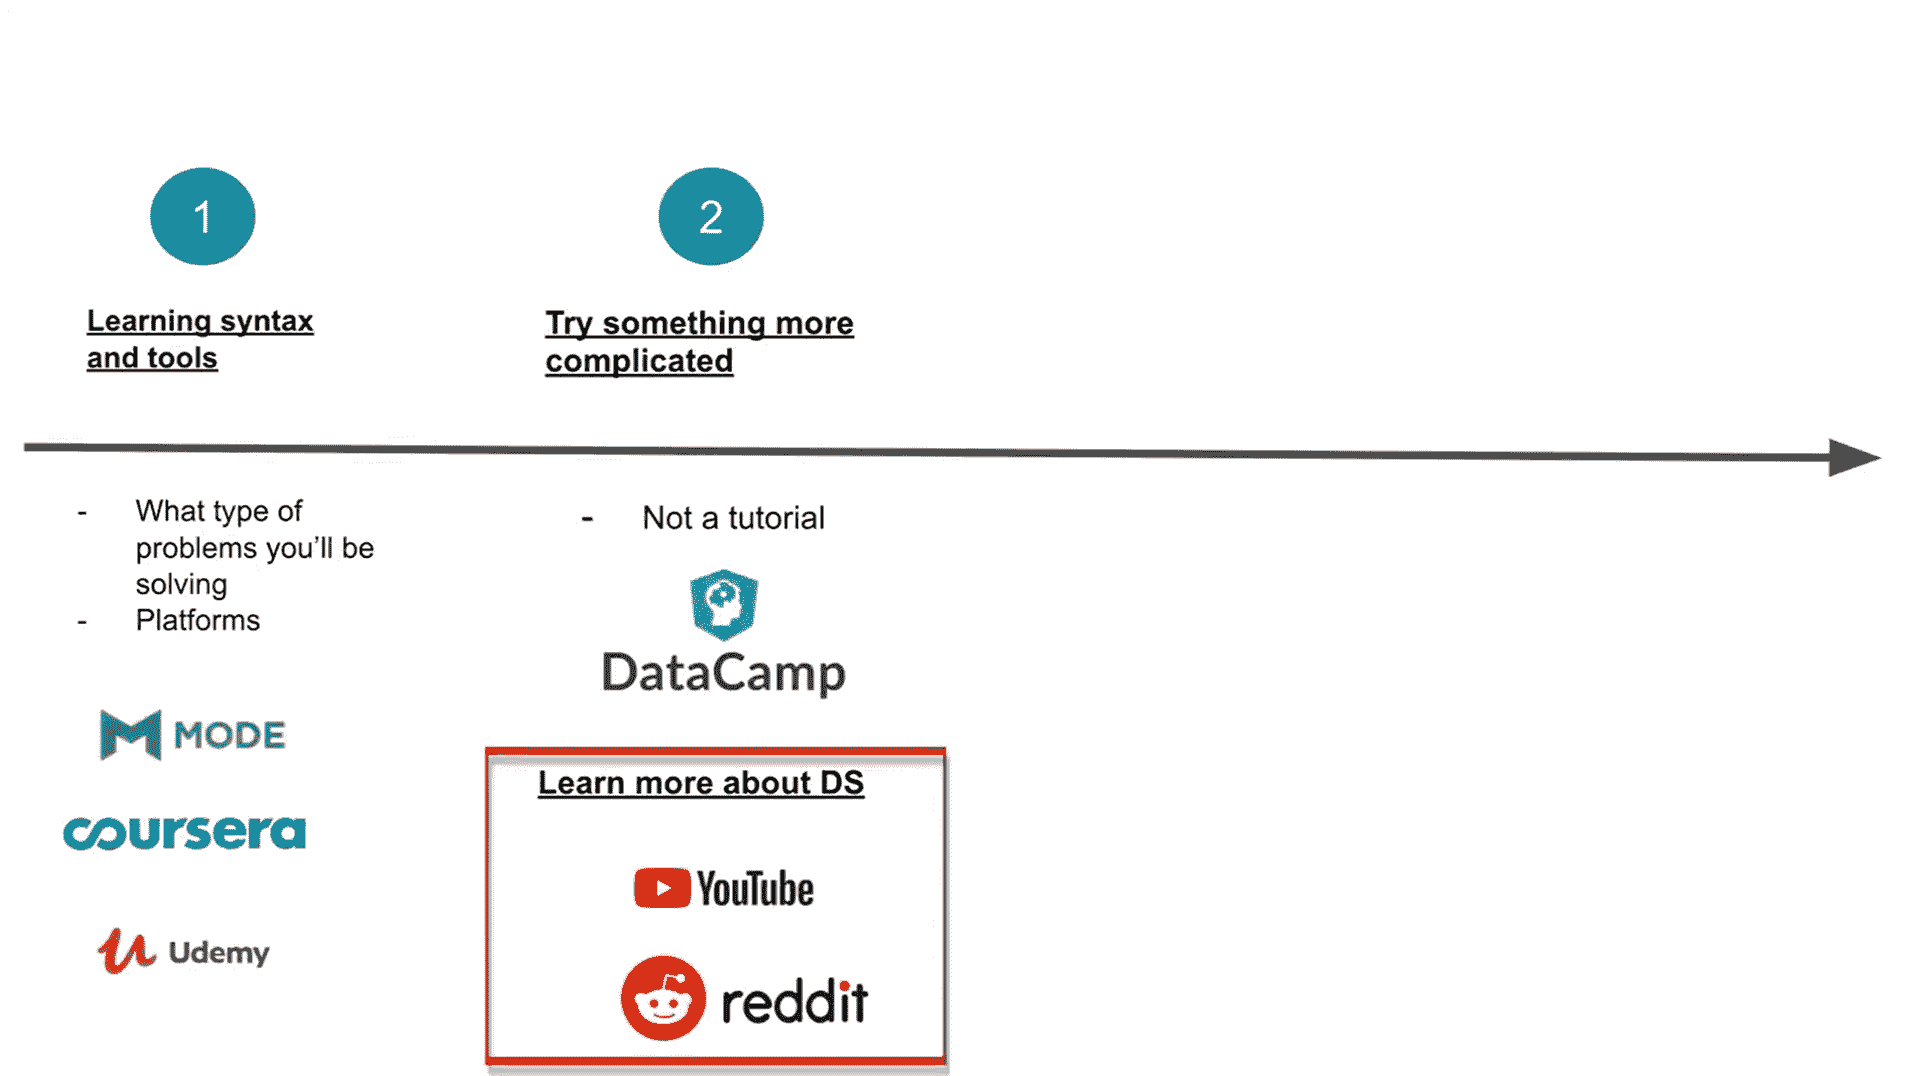 1
Learning syntax
and tools
2
Try something more
complicated
- What type of
problems you'll be
solving
- Platforms
MODE
coursera
Udemy
- Not a tutorial
DataCamp
Learn more about DS
YouTube
reddit